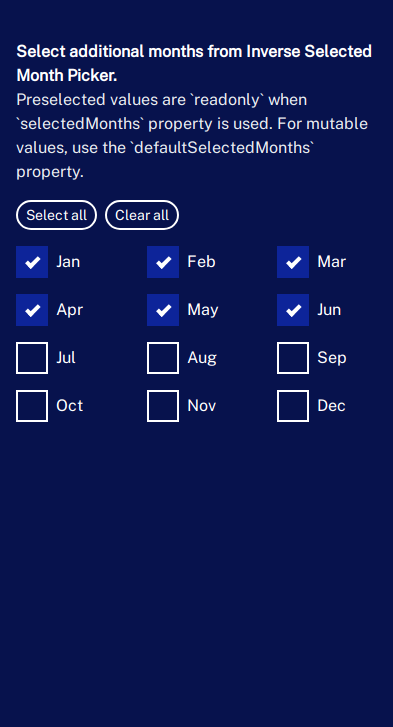 Select additional months from Inverse Selected
Month Picker.
Preselected values are `readonly` when
`selectedMonths` property is used. For mutable
values, use the `defaultSelectedMonths`
property.
Select all Clear all
Jan Feb Mar
Apr May Jun
Jul Aug Sep
Oct Nov Dec